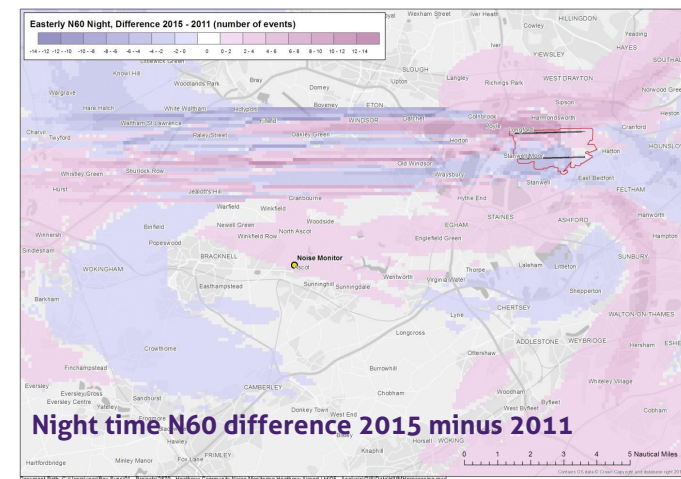 Easterly N60 Night, Difference 2015 - 2011 (number of events)
-14 - -12 -12 - -10 -10 - -8 -8 - -6 -6 - -4 -4 - -2 -2 - 0 0 0 - 2 2 - 4 4 - 6 6 - 8 8 - 10 10 - 12 12 - 14
Wexham Street
Iver Heath
HILLINGDON
Cowley
Yeading
Iver
HAYES
YIEWSLEY
SLOUGH
Knowl Hill
Woodlands Park
Bray
Dorney
Upton
Langley
Richings Park
WEST DRAYTON
Wargrave
Sipson
Norwood Gree
Hare Hatch
White Waltham
Holyport
Boveney
ETON
Colnbrook
Harmondsworth
Heston
Waltham St Lawrence
Fifield
WINDSOR
Datchet
Poyle
Longford
Cranford
Charvil
Twyford
Paley Street
Oakley Green
Horton
Hatton
HOUNSLO
Old Windsor
Stanwell Moor
Whistley Green
Shurlock Row
Wraysbury
Stanwell
East Bedfont
FELTHAM
Hurst
Jealott's Hill
Cranbourne
Hythe End
Warfield
Winkfield
STAINES
ASHFORD
Hanworth
Winnersh
Binfield
Newell Green
Woodside
EGHAM
Hampton
Popeswood
Winkfield Row
North Ascot
Englefield Green
Sindlesham
BRACKNELL
Noise Monitor
Ascot
SUNBURY
WOKINGHAM
Thorpe
Laleham
Littleton
Wentworth
Virginia Water
Easthampstead
Sunninghill
Sunningdale
Shepperton
Barkham
CHERTSEY
Lyne
WALTON-ON-THAMES
Longcross
Crowthorne
ADDLESTONE
WEYBRIDGE
Hersham
ESHE
Ottershaw
Finchampstead
Burrowhill
Eversley
CAMBERLEY
Whiteley Village
Eversley Cross
Chobham
Woodham
Eversley Centre
Sandhurst
Byfleet
Yateley
Donkey Town
West End
West Byfleet
Cobham
Frogmore
Night time N60 difference 2015 minus 2011
Hawley
Bisley
Horsell
WOKING
Knaphill
FRIMLEY
Hartfordbridge
Minley Manor
Fox Lane
0 1 2 3 4 5 Nautical Miles